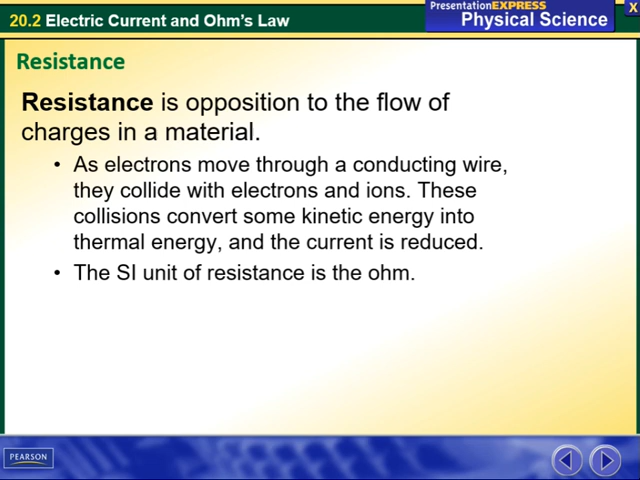 PresentationEXPRESS
Physical Science
X
20.2 Electric Current and Ohm's Law
Resistance
Resistance is opposition to the flow of
charges in a material.
• As electrons move through a conducting wire,
they collide with electrons and ions. These
collisions convert some kinetic energy into
thermal energy, and the current is reduced.
• The SI unit of resistance is the ohm.
PEARSON